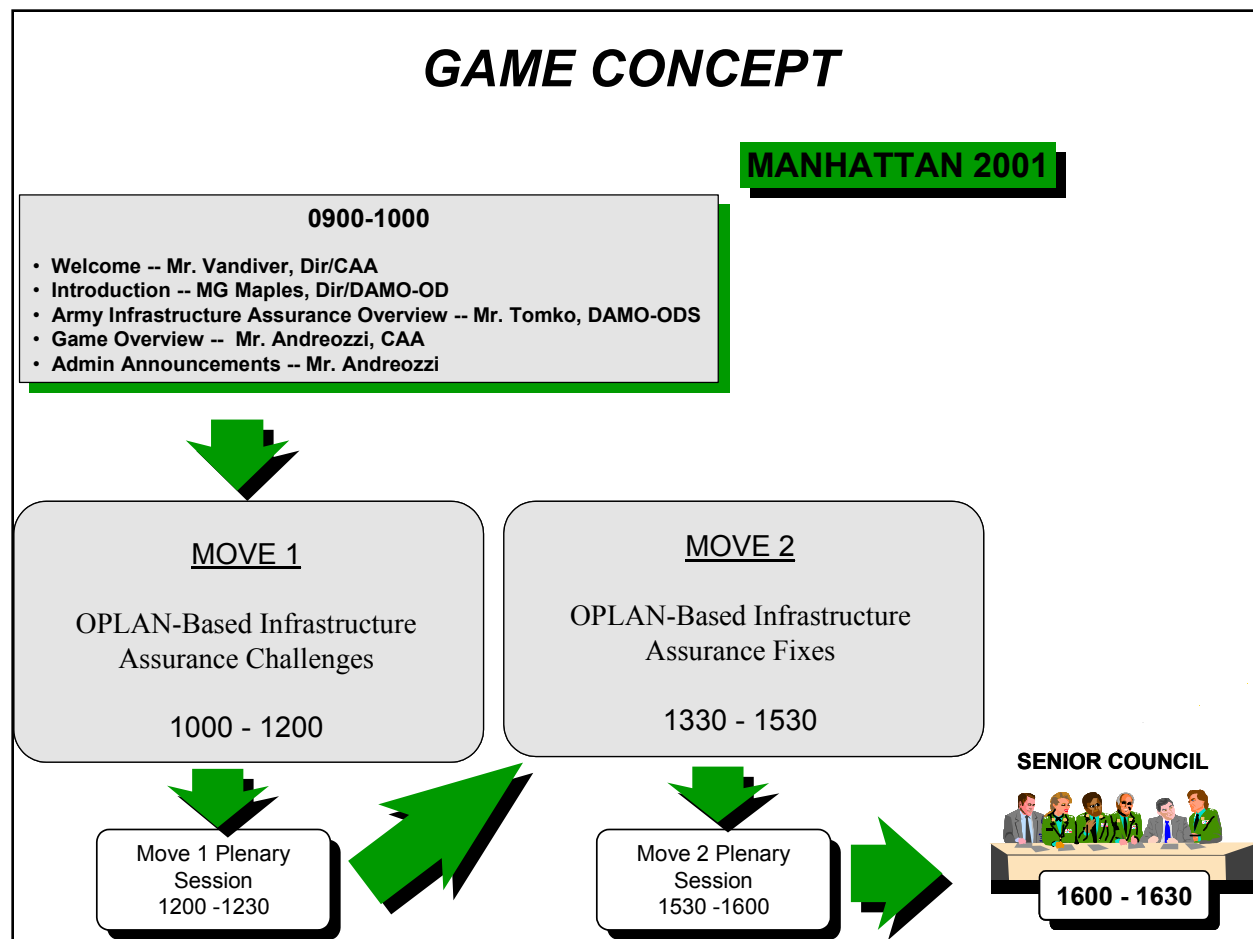 GAME CONCEPT
MANHATTAN 2001
0900-1000
• Welcome -- Mr. Vandiver, Dir/CAA
• Introduction -- MG Maples, Dir/DAMO-OD
• Army Infrastructure Assurance Overview -- Mr. Tomko, DAMO-ODS
• Game Overview -- Mr. Andreozzi, CAA
• Admin Announcements -- Mr. Andreozzi
MOVE 1
OPLAN-Based Infrastructure
Assurance Challenges
1000 - 1200
MOVE 2
OPLAN-Based Infrastructure
Assurance Fixes
1330 - 1530
Move 1 Plenary
Session
1200 -1230
Move 2 Plenary
Session
1530 -1600
SENIOR COUNCIL
1600 - 1630